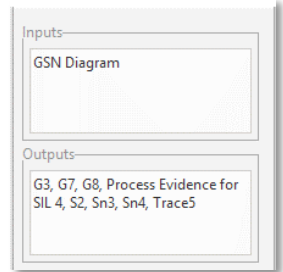 Inputs
GSN Diagram
Outputs
G3, G7, G8, Process Evidence for
SIL 4, S2, Sn3, Sn4, Trace5